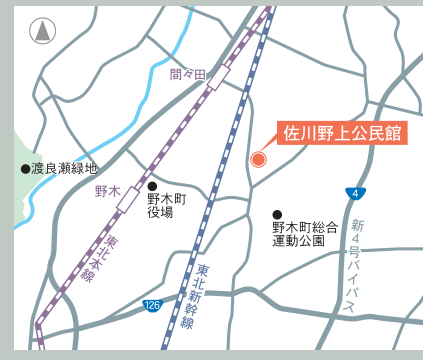 間々田
佐川野上公民館
渡良瀬緑地
野木
野木町
役場
4
野木町総合
運動公園
新4号バイパス
東北本線
東北新幹線
126